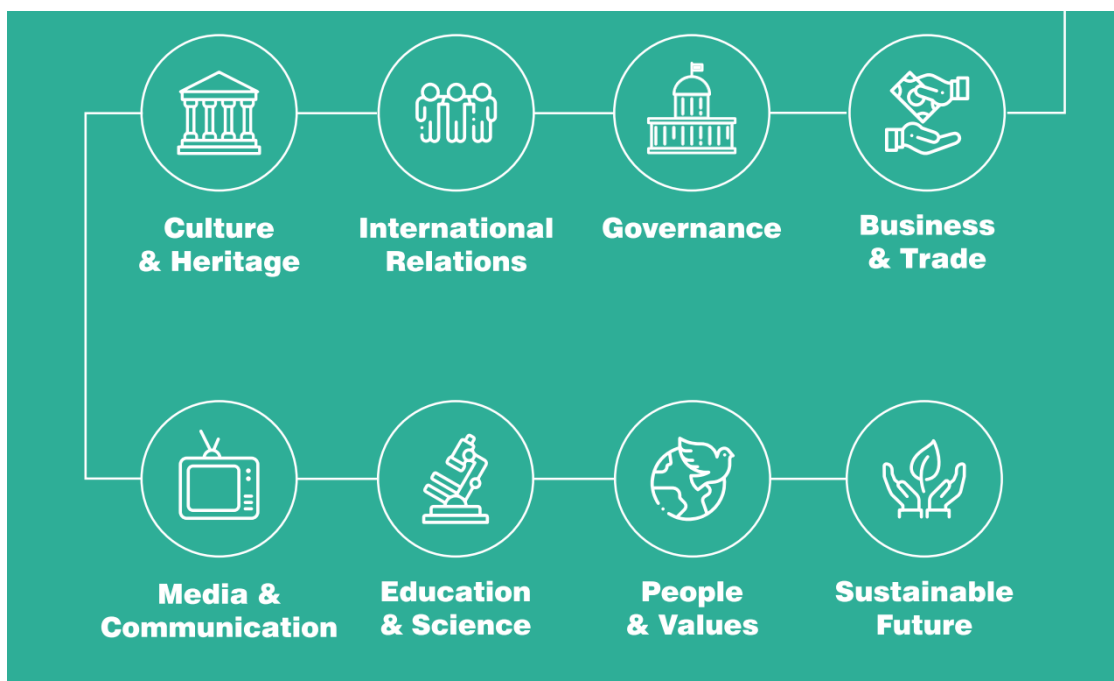 Culture
& Heritage
International
Relations
Governance
Business
& Trade
Media &
Communication
Education
& Science
People
& Values
Sustainable
Future